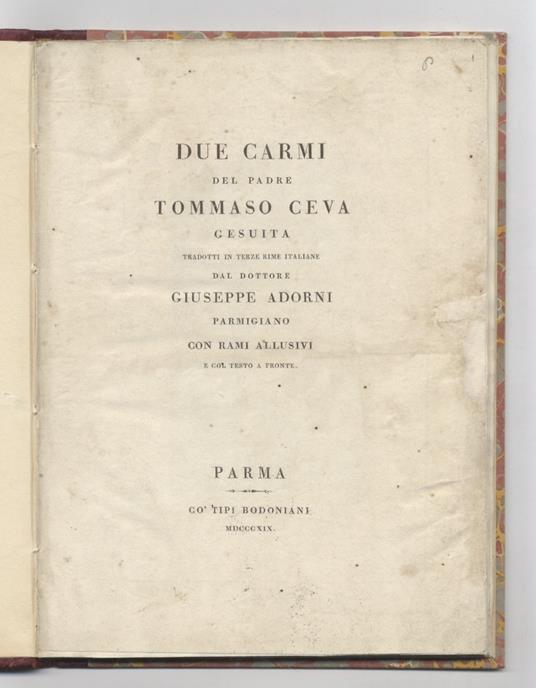 6
DUE CARMI
DEL PADRE
TOMMASO CEVA
GESUITA
TRADOTTI IN TERZE RIME ITALIANE
DAL DOTTORE
GIUSEPPE ADORNI
PARMIGIANO
CON RAMI ALLUSIVI
E COL TESTO A FRONTE.
PARMA
CO' TIPI BODONIANI
MDCCCXIX.